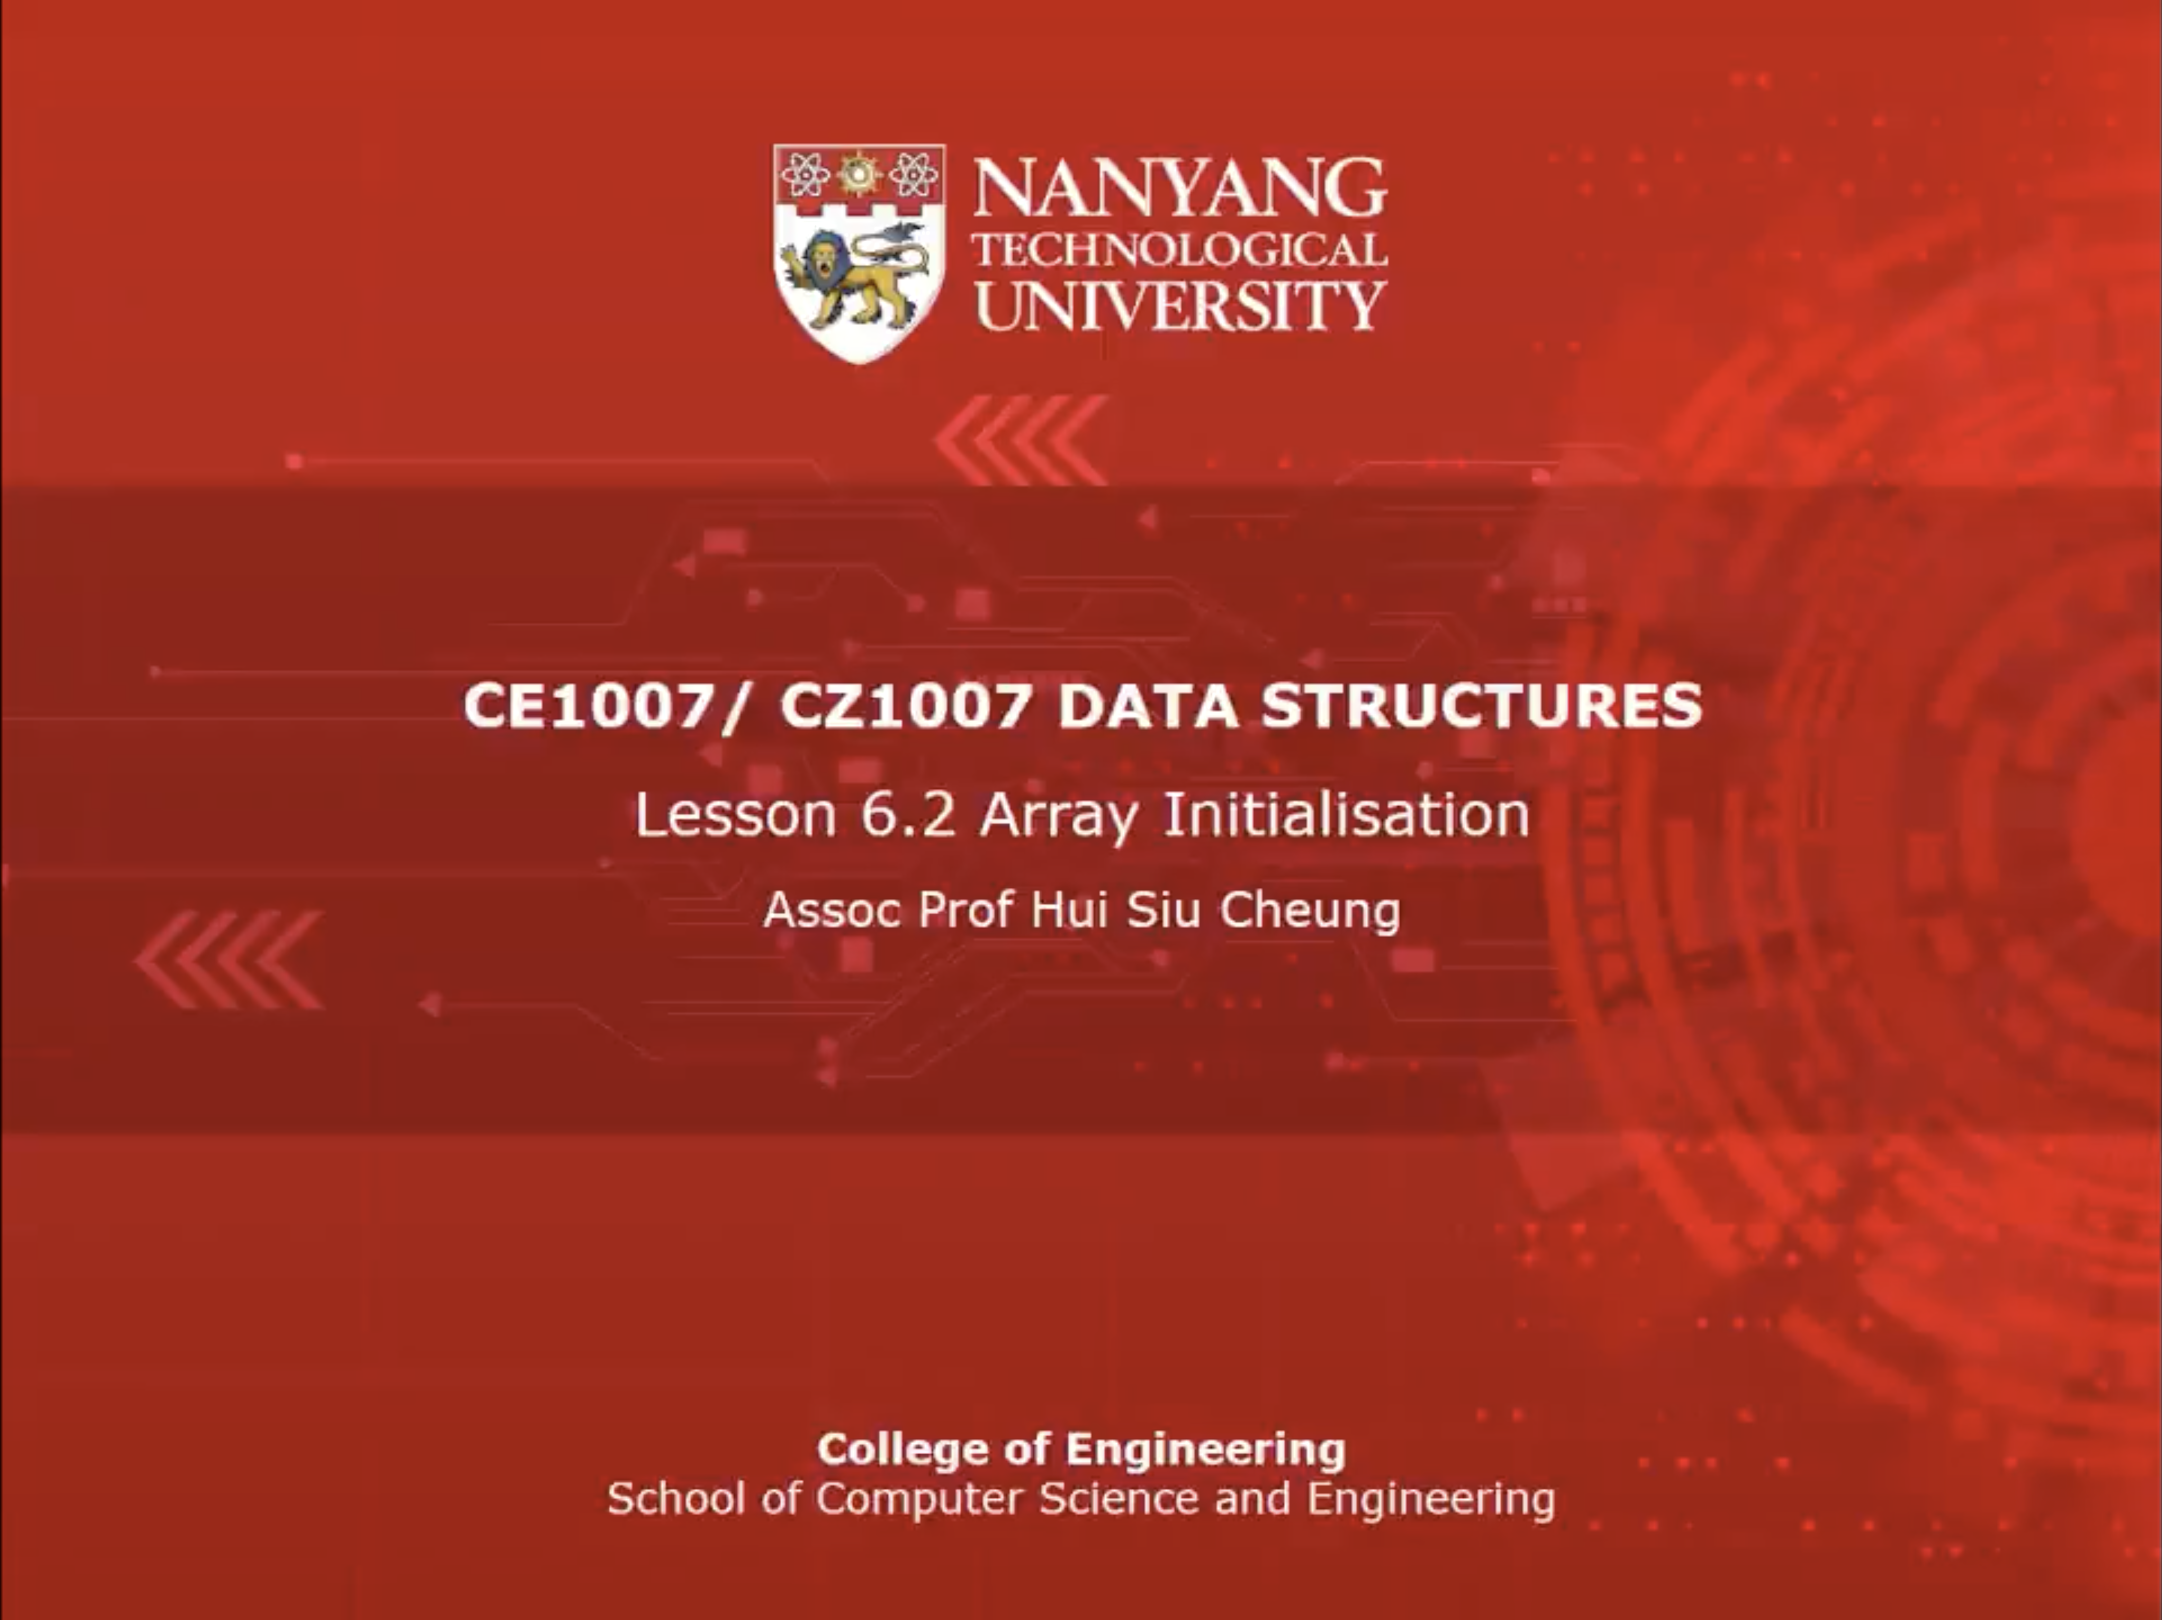 NANYANG
TECHNOLOGICAL
UNIVERSITY
CE1007/ CZ1007 DATA STRUCTURES
Lesson 6.2 Array Initialisation
Assoc Prof Hui Siu Cheung
College of Engineering
School of Computer Science and Engineering